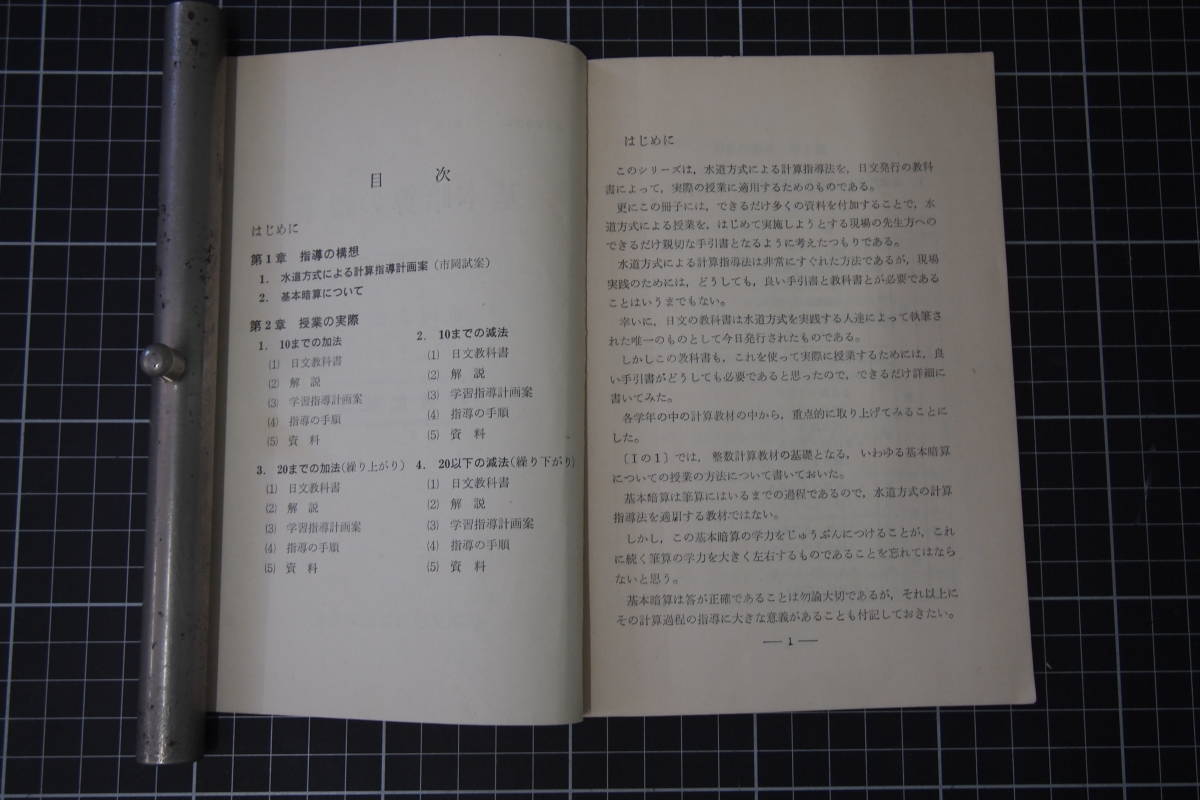 目 次
はじめに
第1章 指導の構想
1. 水道方式による計算指導計画案(市岡試案)
2. 基本暗算について
第2章 授業の実際
1. 10までの加法
(1) 日文教科書
(2) 解 説
(3) 学習指導計画案
(4) 指導の手順
(5) 資 料
2. 10までの減法
(1) 日文教科書
(2) 解 説
(3) 学習指導計画案
(4) 指導の手順
(5) 資 料
3. 20までの加法(繰り上がり)
(1) 日文教科書
(2) 解 説
(3) 学習指導計画案
(4) 指導の手順
(5) 資 料
4. 20以下の減法(繰り下がり)
(1) 日文教科書
(2) 解 説
(3) 学習指導計画案
(4) 指導の手順
(5) 資 料
はじめに
このシリーズは,水道方式による計算指導法を,日文発行の教科
書によって,実際の授業に適用するためのものである。
更にこの冊子には,できるだけ多くの資料を付加することで,水
道方式による授業を,はじめて実施しようとする現場の先生方への
できるだけ親切な手引書となるように考えたつもりである。
水道方式による計算指導法は非常にすぐれた方法であるが,現場
実践のためには,どうしても,良い手引書と教科書とが必要である
ことはいうまでもない。
幸いに,日文の教科書は水道方式を実践する人達によって執筆さ
れた唯一のものとして今日発行されたものである。
しかしこの教科書も,これを使って実際に授業するためには,良
い手引書がどうしても必要であると思ったので,できるだけ詳細に
書いてみた。
各学年の中の計算教材の中から,重点的に取り上げてみることに
した。
〔Ⅰの1〕では,整数計算教材の基礎となる,いわゆる基本暗算
についての授業の方法について書いておいた。
基本暗算は筆算にはいるまでの過程であるので,水道方式の計算
指導法を適用する教材ではない。
しかし,この基本暗算の学力をじゅうぶんにつけることが,これ
に続く筆算の学力を大きく左右するものであることを忘れてはなら
ないと思う。
基本暗算は答が正確であることは勿論大切であるが,それ以上に
その計算過程の指導に大きな意義があることも付記しておきたい。
— 1 —